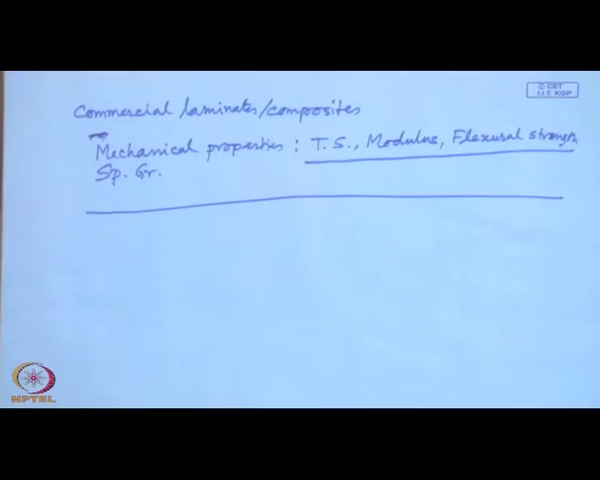 © CET
I.I.T. KGP
Commercial laminates/composites
Mechanical properties : T.S., Modulus, Flexural strength,
Sp. Gr.
NPTEL